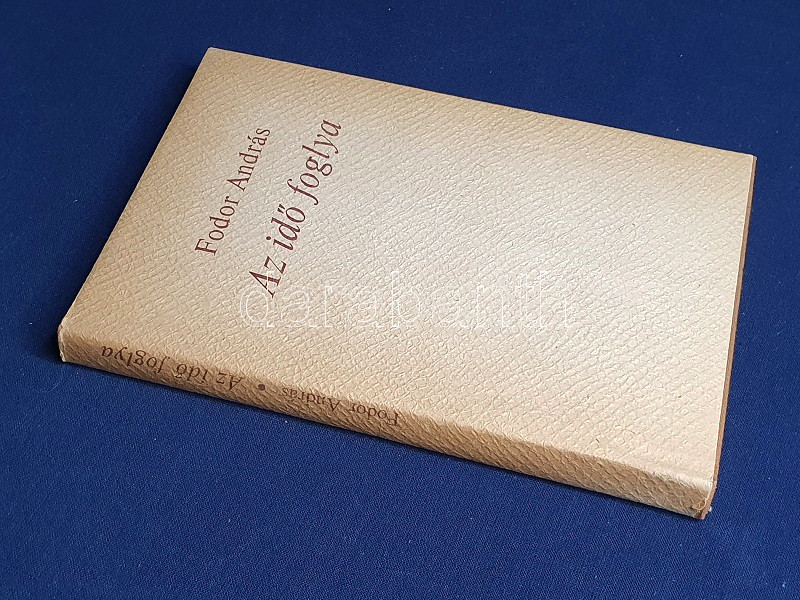 Fodor András
Az idő foglya
darabanth
Fodor András • Az idő foglya